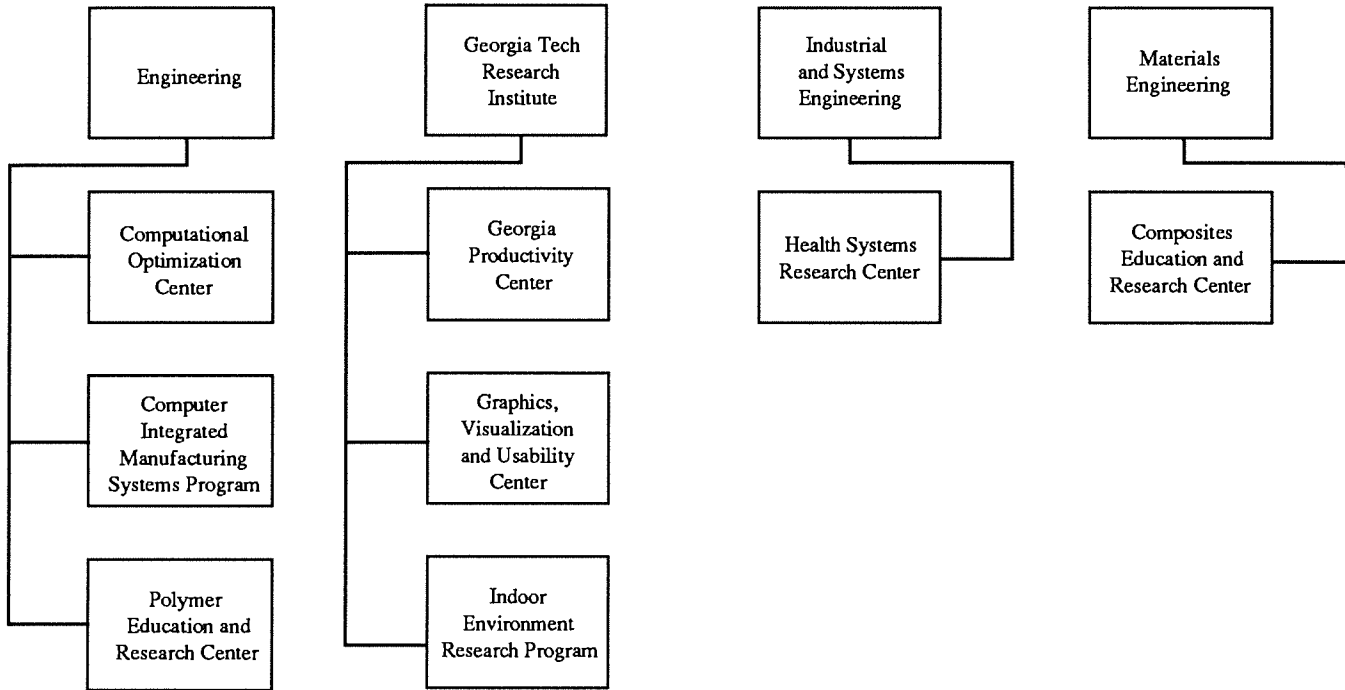 Engineering
Computational
Optimization
Center
Computer
Integrated
Manufacturing
Systems Program
Polymer
Education and
Research Center
Georgia Tech
Research
Institute
Georgia
Productivity
Center
Graphics,
Visualization
and Usability
Center
Indoor
Environment
Research Program
Industrial
and Systems
Engineering
Health Systems
Research Center
Materials
Engineering
Composites
Education and
Research Center